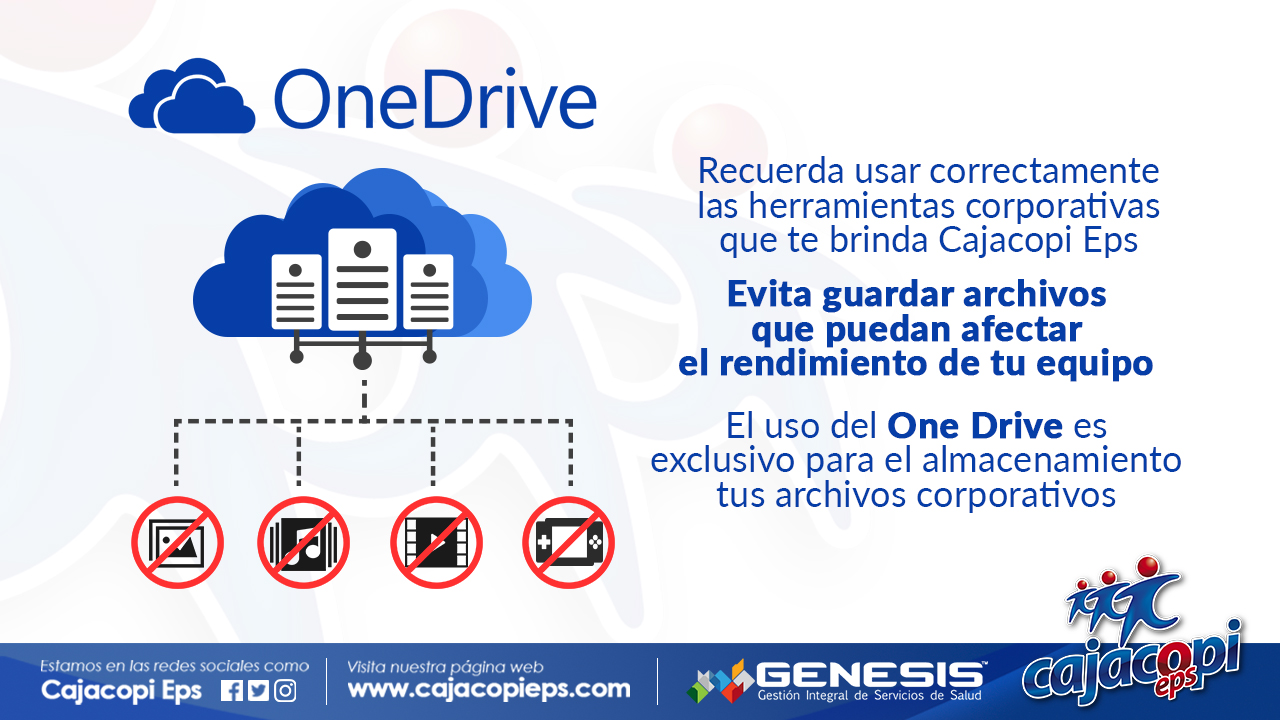 OneDrive
Recuerda usar correctamente
las herramientas corporativas
que te brinda Cajacopi Eps
Evita guardar archivos
que puedan afectar
el rendimiento de tu equipo
El uso del One Drive es
exclusivo para el almacenamiento
tus archivos corporativos
Estamos en las redes sociales como
Cajacopi Eps
Visita nuestra página web
www.cajacopieps.com
GENESIS™
Gestión Integral de Servicios de Salud
cajacopi
eps